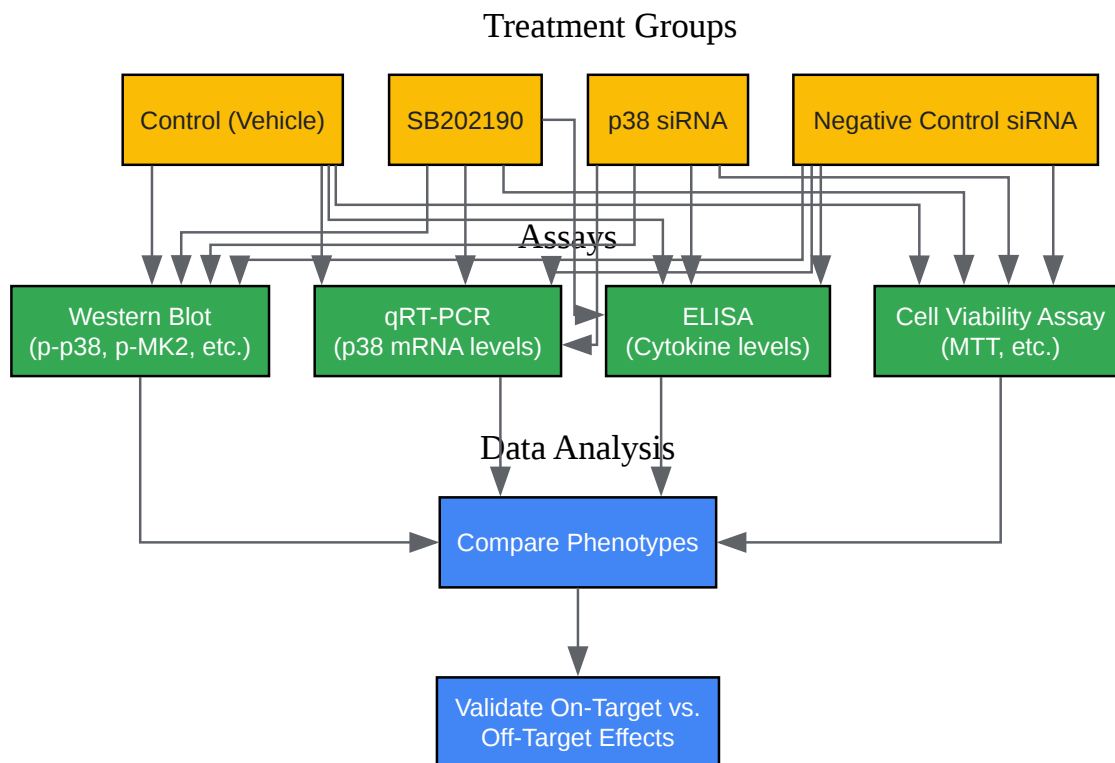 Treatment Groups
Control (Vehicle)
SB202190
p38 siRNA
Negative Control siRNA
Assays
Western Blot
(p-p38, p-MK2, etc.)
qRT-PCR
(p38 mRNA levels)
ELISA
(Cytokine levels)
Cell Viability Assay
(MTT, etc.)
Data Analysis
Compare Phenotypes
Validate On-Target vs.
Off-Target Effects